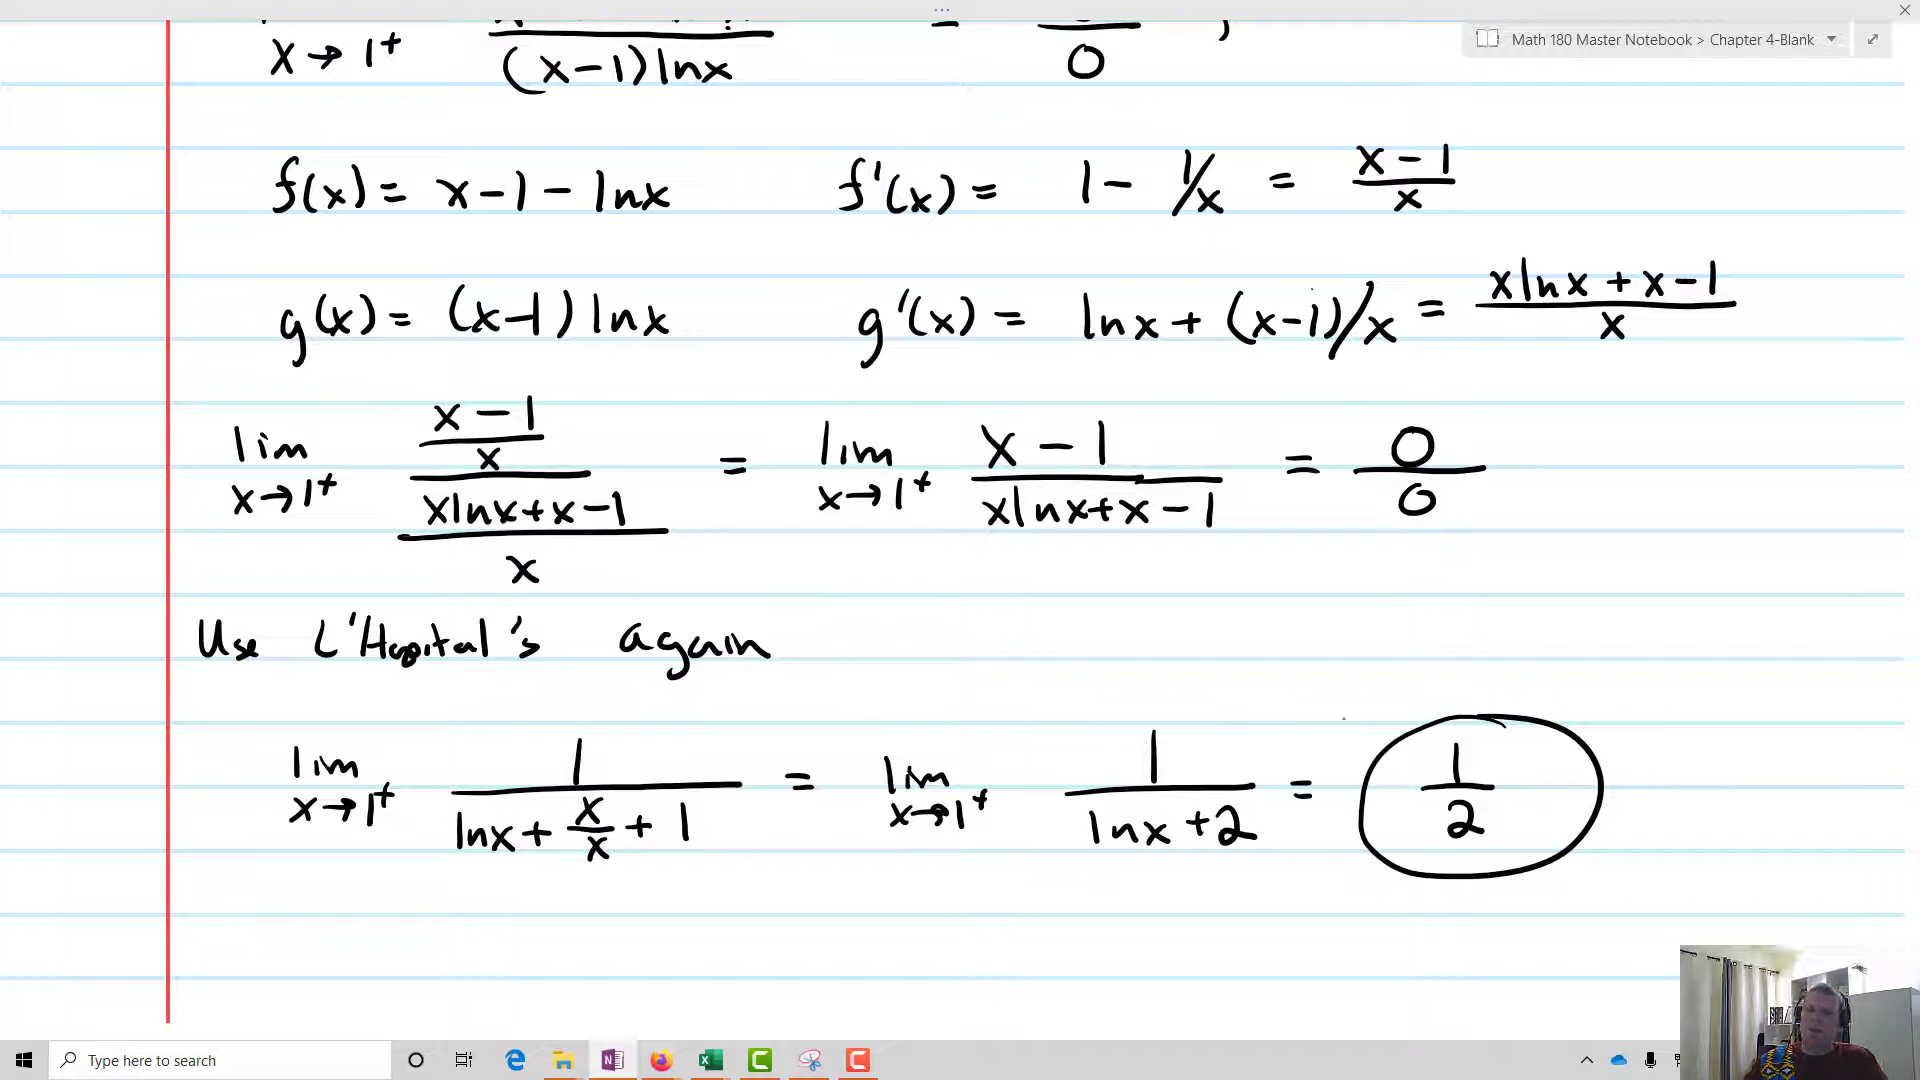 Math 180 Master Notebook > Chapter 4-Blank
x → 1⁺ (x-1) lnx = 0 ,
f(x) = x-1 - lnx f'(x) = 1 - 1/x = x-1/x
g(x) = (x-1) lnx g'(x) = lnx + (x-1)/x = xlnx + x-1/x
lim x→1⁺ x-1/x / xlnx+x-1/x = lim x→1⁺ x-1/xlnx+x-1 = 0/0
Use L'Hopital's again
lim x→1⁺ 1/lnx + x/x + 1 = lim x→1⁺ 1/lnx+2 = 1/2
Type here to search